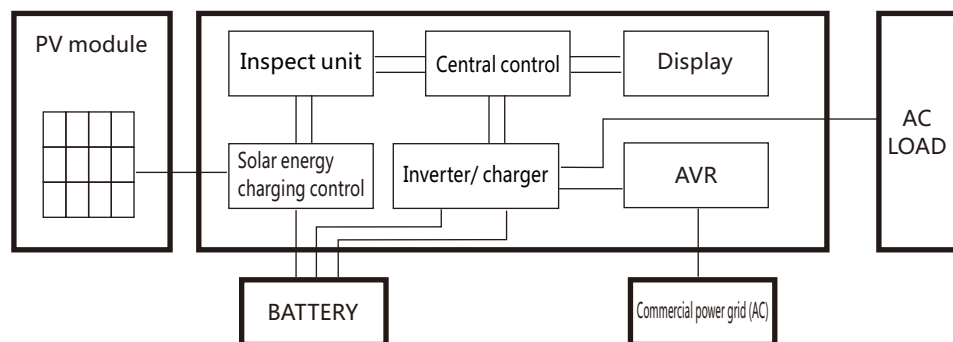 PV module
Inspect unit
Central control
Display
AC
LOAD
Solar energy
charging control
Inverter/ charger
AVR
BATTERY
Commercial power grid (AC)